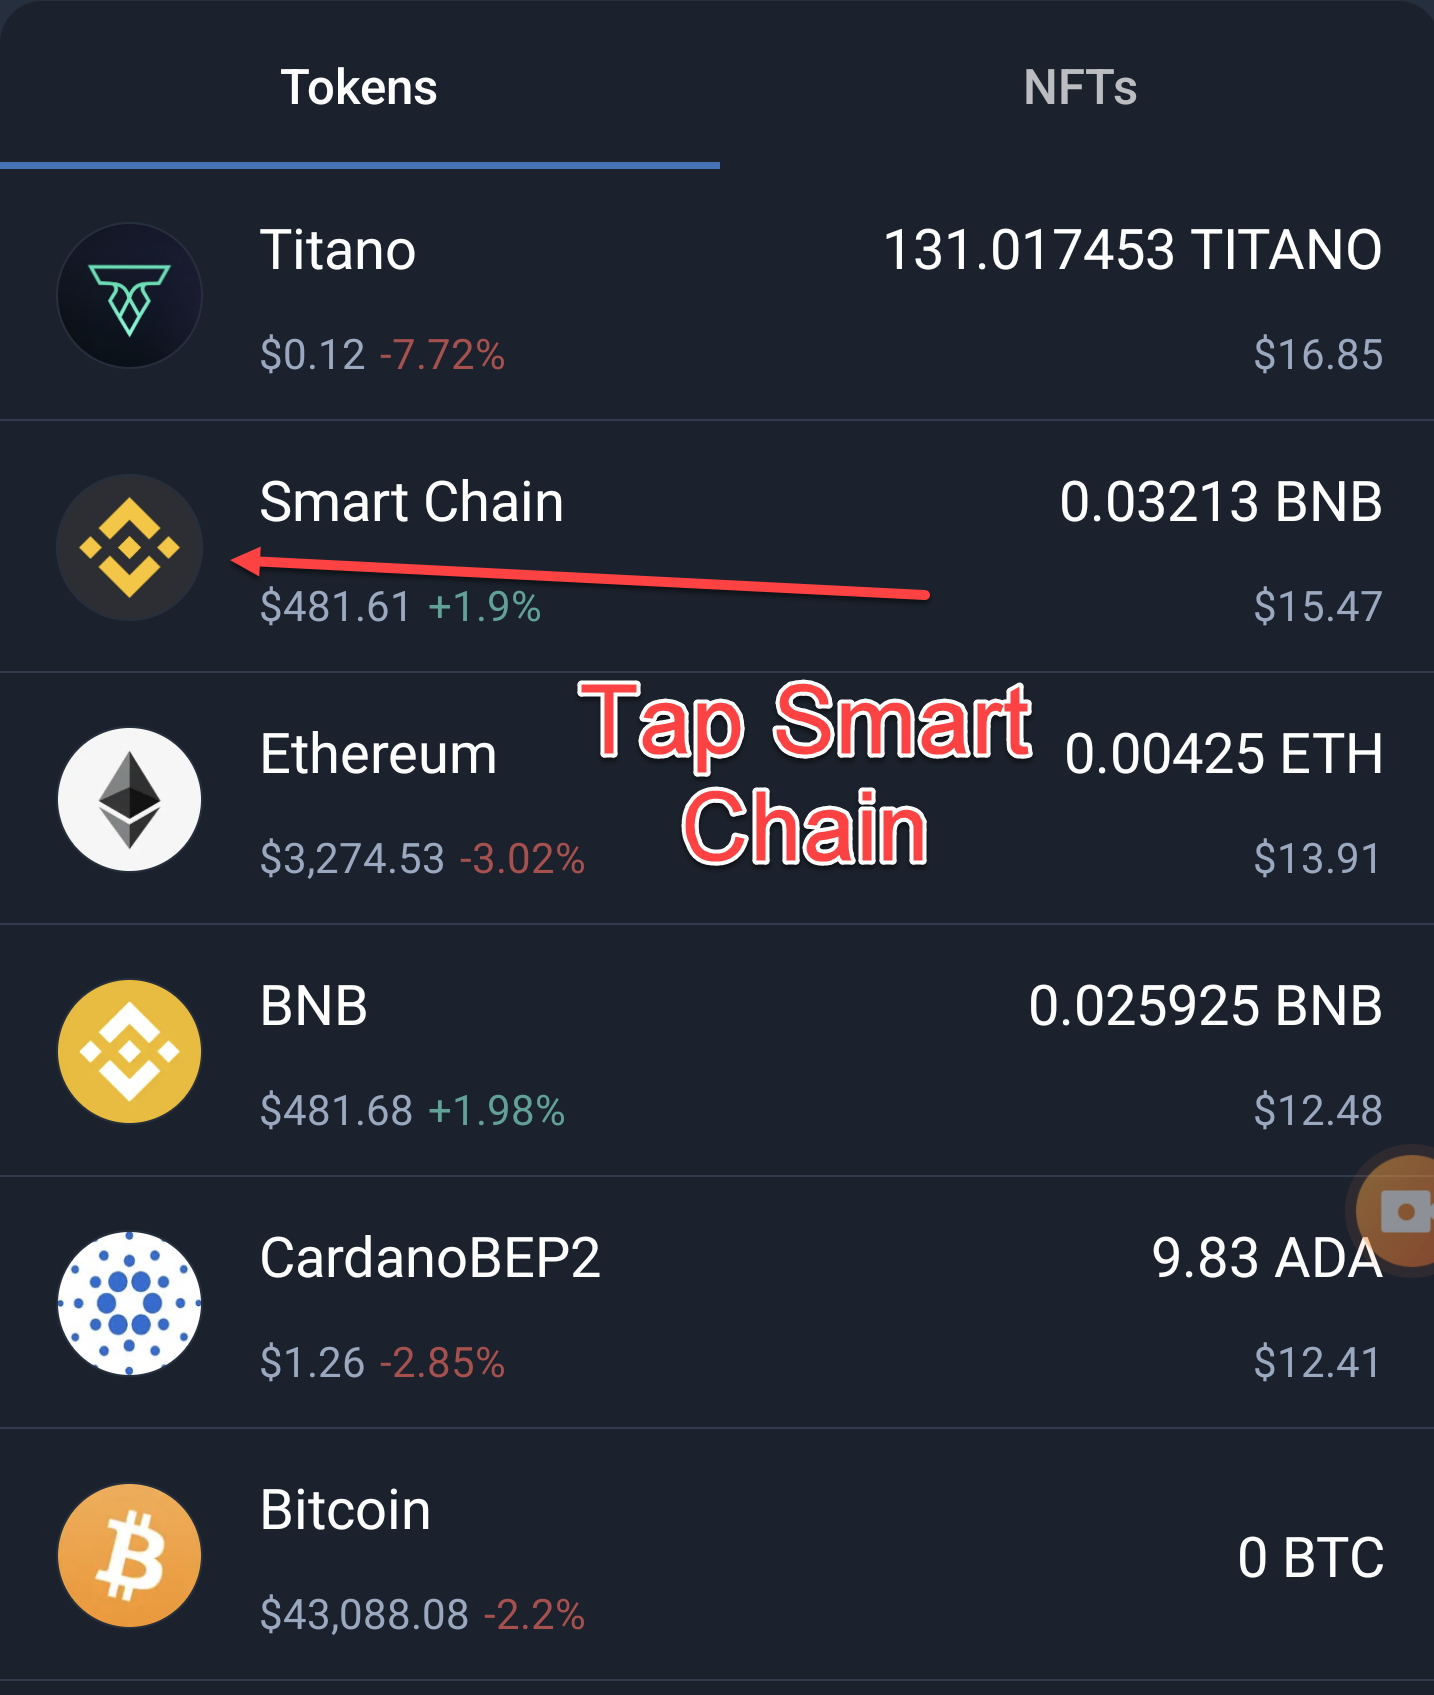 Tokens NFTs
Titano 131.017453 TITANO
$0.12 -7.72% $16.85
Smart Chain 0.03213 BNB
$481.61 +1.9% $15.47
Tap Smart
Chain
Ethereum 0.00425 ETH
$3,274.53 -3.02% $13.91
BNB 0.025925 BNB
$481.68 +1.98% $12.48
CardanoBEP2 9.83 ADA
$1.26 -2.85% $12.41
Bitcoin 0 BTC
$43,088.08 -2.2%